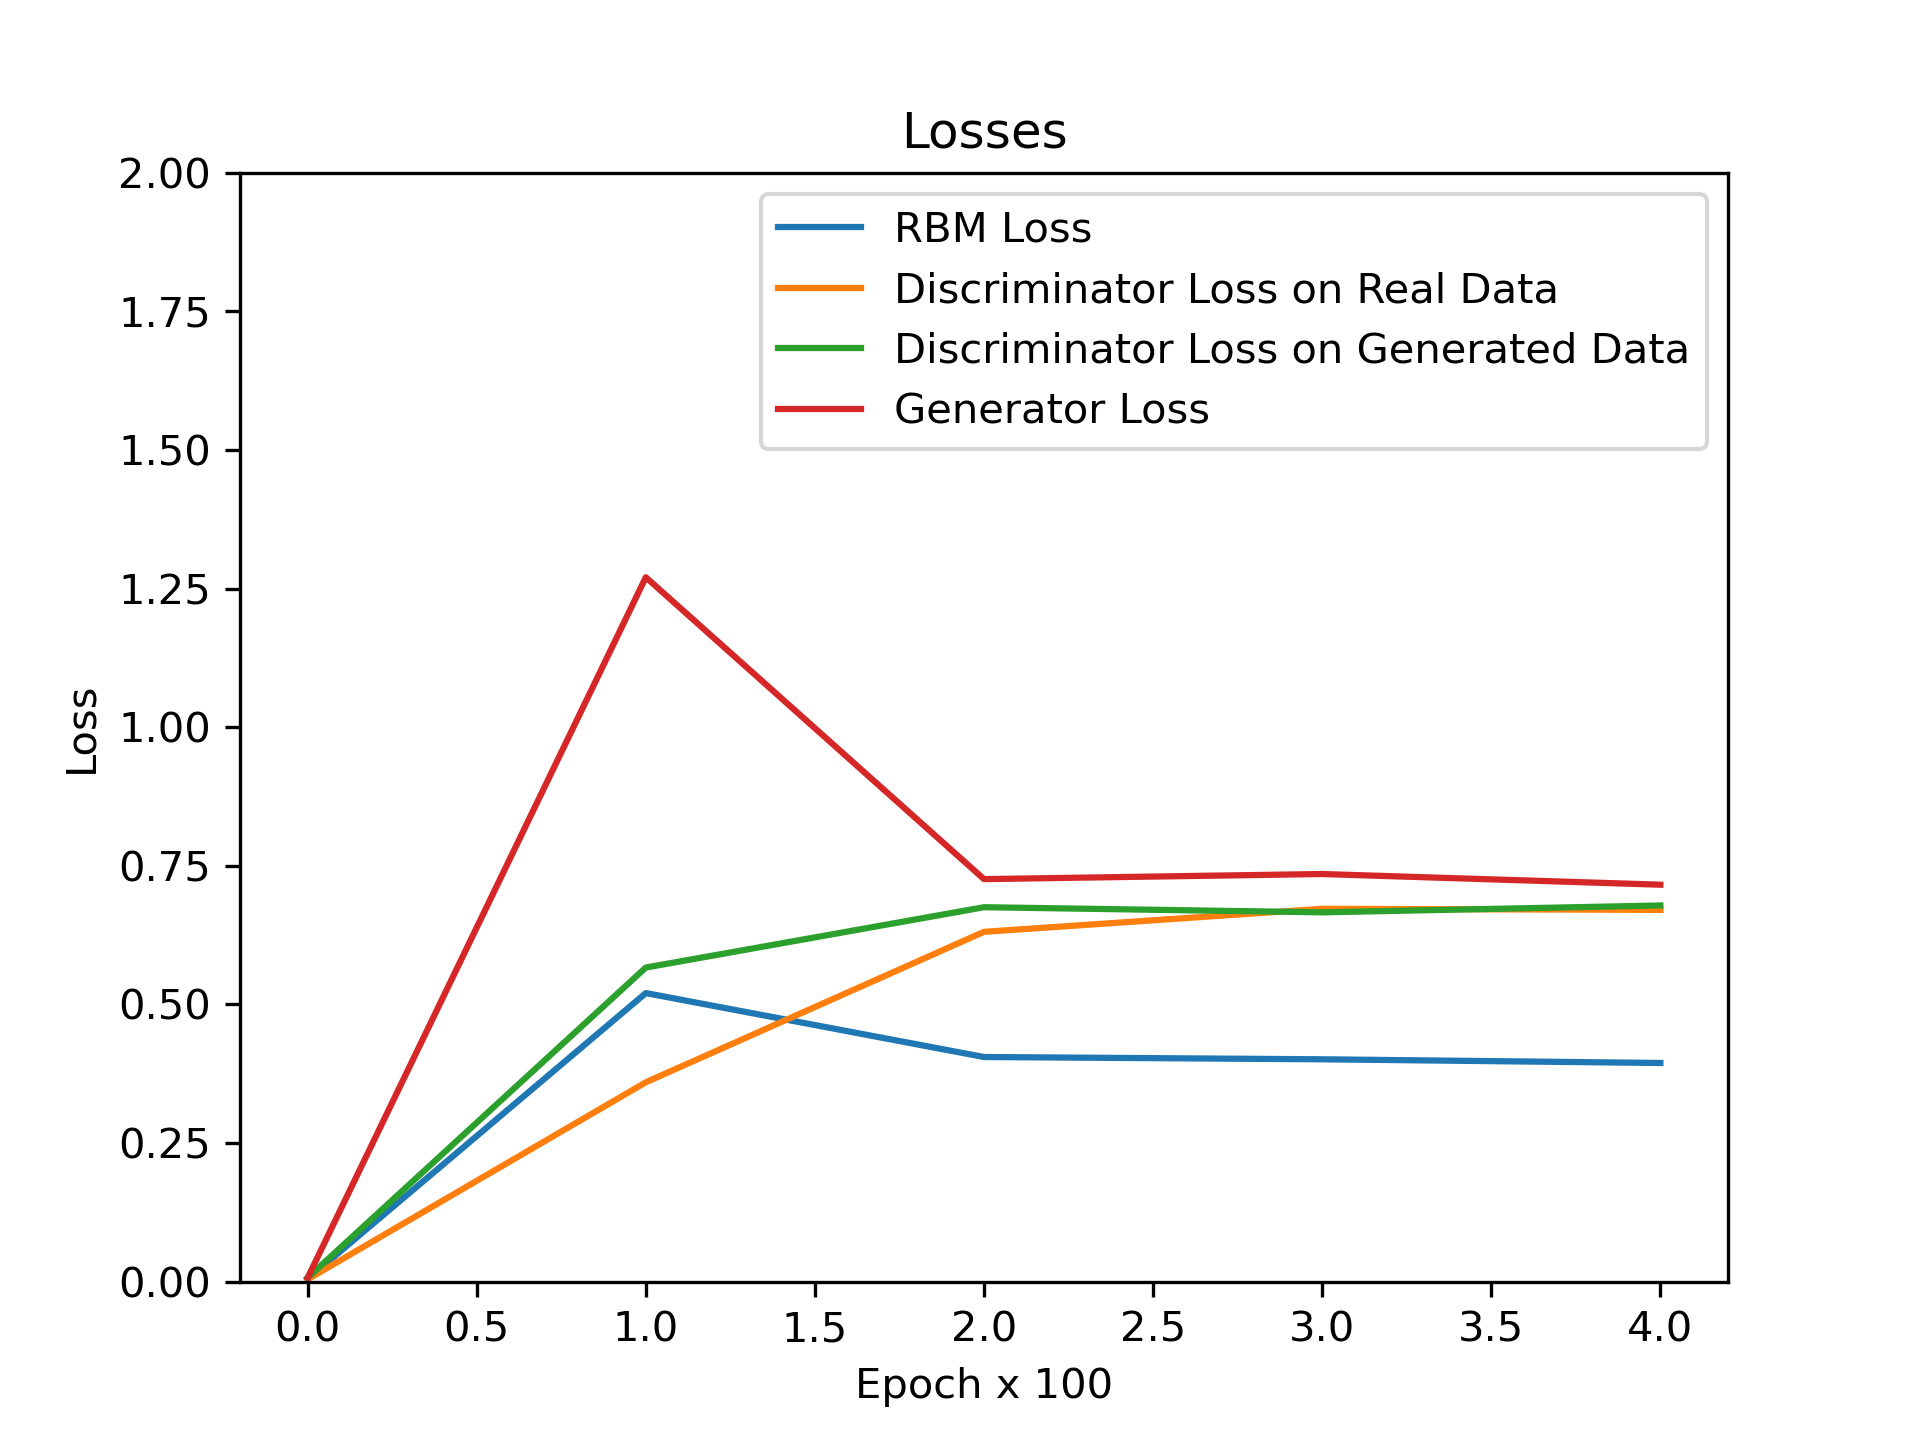 Losses
2.00
1.75
1.50
1.25
1.00
0.75
0.50
0.25
0.00
Loss
RBM Loss
Discriminator Loss on Real Data
Discriminator Loss on Generated Data
Generator Loss
0.0 0.5 1.0 1.5 2.0 2.5 3.0 3.5 4.0
Epoch x 100